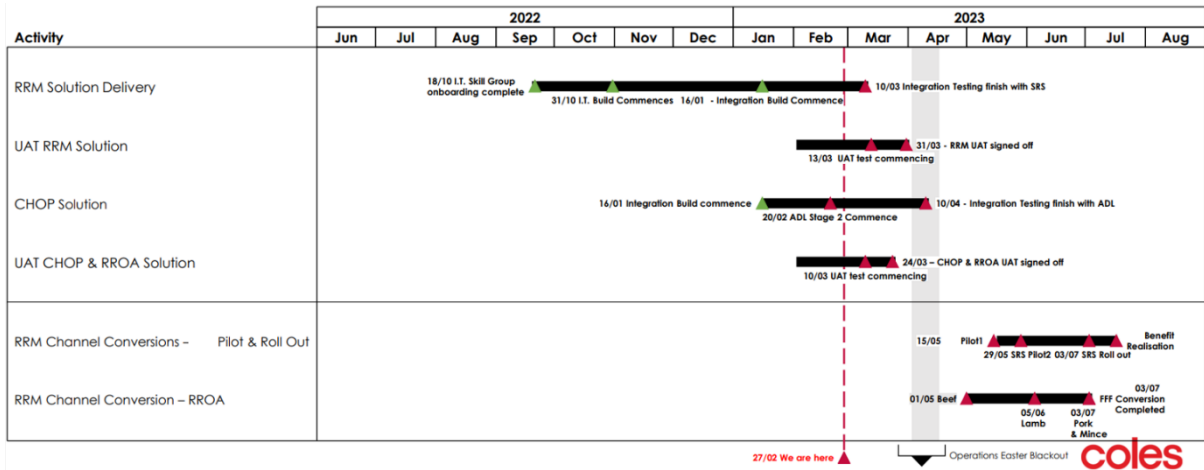 2022 2023
Activity Jun Jul Aug Sep Oct Nov Dec Jan Feb Mar Apr May Jun Jul Aug
RRM Solution Delivery
18/10 I.T. Skill Group
onboarding complete
31/10 I.T. Build Commences
16/01 - Integration Build Commence
10/03 Integration Testing finish with SRS
UAT RRM Solution
13/03 UAT test commencing
31/03 - RRM UAT signed off
CHOP Solution
16/01 Integration Build commence
20/02 ADL Stage 2 Commence
10/04 - Integration Testing finish with ADL
UAT CHOP & RROA Solution
10/03 UAT test commencing
24/03 – CHOP & RROA UAT signed off
RRM Channel Conversions – Pilot & Roll Out
15/05 Pilot1
29/05 SRS Pilot2 03/07 SRS Roll out
Benefit
Realisation
RRM Channel Conversion – RROA
01/05 Beef
05/06
Lamb
03/07
Pork
& Mince
03/07
FFF Conversion
Completed
27/02 We are here
Operations Easter Blackout
coles